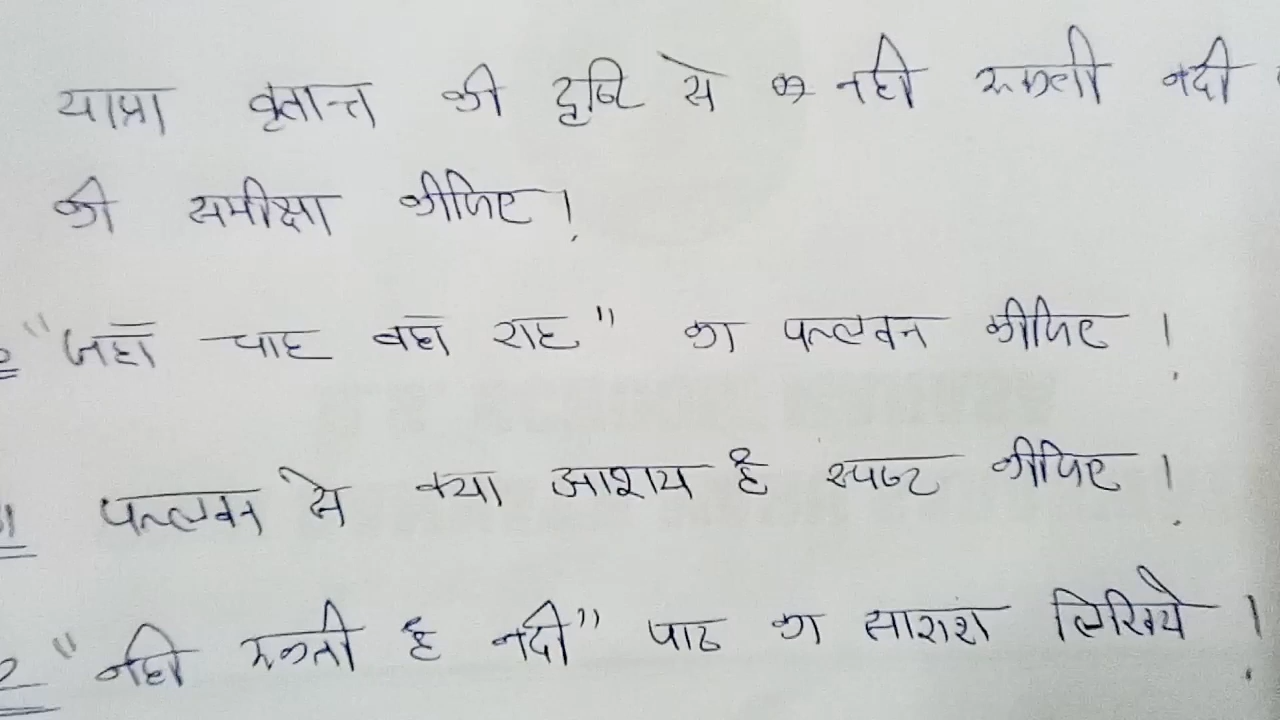 यात्रा वृतान्त की दृष्टि से नही रूकती नदी
की समीक्षा कीजिए।
"जहाँ चाह वहाँ राह" का पल्लवन कीजिए।
पल्लवन से क्या आशय है स्पष्ट कीजिए।
"नही रूकती है नदी" पाठ का सारांश लिखिये।